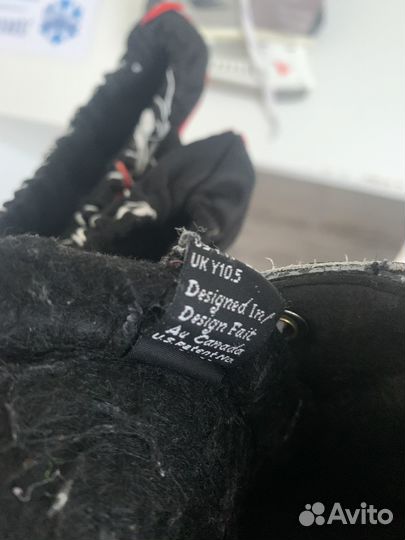 UK Y10.5
Designed In/
Design Fait
Au Canada
U.S. Patent No.
Avito